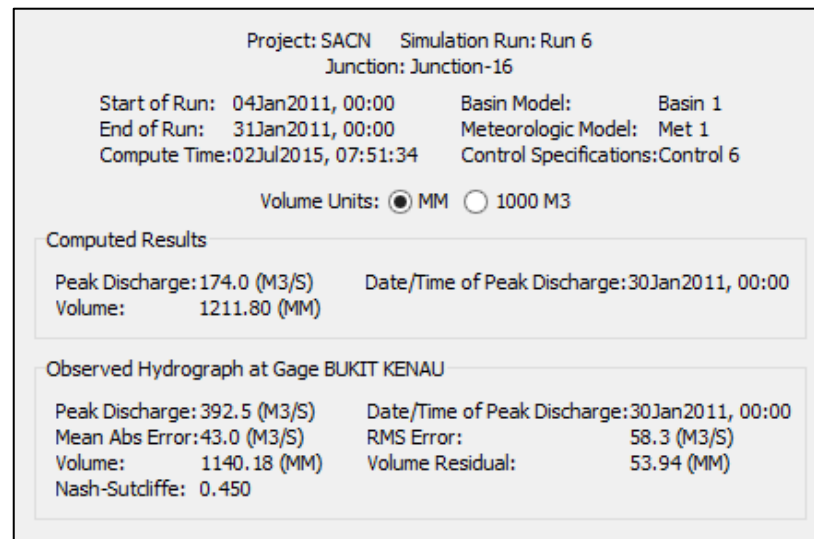 Project: SACN Simulation Run: Run 6
Junction: Junction-16
Start of Run: 04Jan2011, 00:00 Basin Model: Basin 1
End of Run: 31Jan2011, 00:00 Meteorologic Model: Met 1
Compute Time:02Jul2015, 07:51:34 Control Specifications:Control 6
Volume Units: MM 1000 M3
Computed Results
Peak Discharge:174.0 (M3/S) Date/Time of Peak Discharge:30Jan2011, 00:00
Volume: 1211.80 (MM)
Observed Hydrograph at Gage BUKIT KENAU
Peak Discharge:392.5 (M3/S) Date/Time of Peak Discharge:30Jan2011, 00:00
Mean Abs Error:43.0 (M3/S) RMS Error: 58.3 (M3/S)
Volume: 1140.18 (MM) Volume Residual: 53.94 (MM)
Nash-Sutcliffe: 0.450